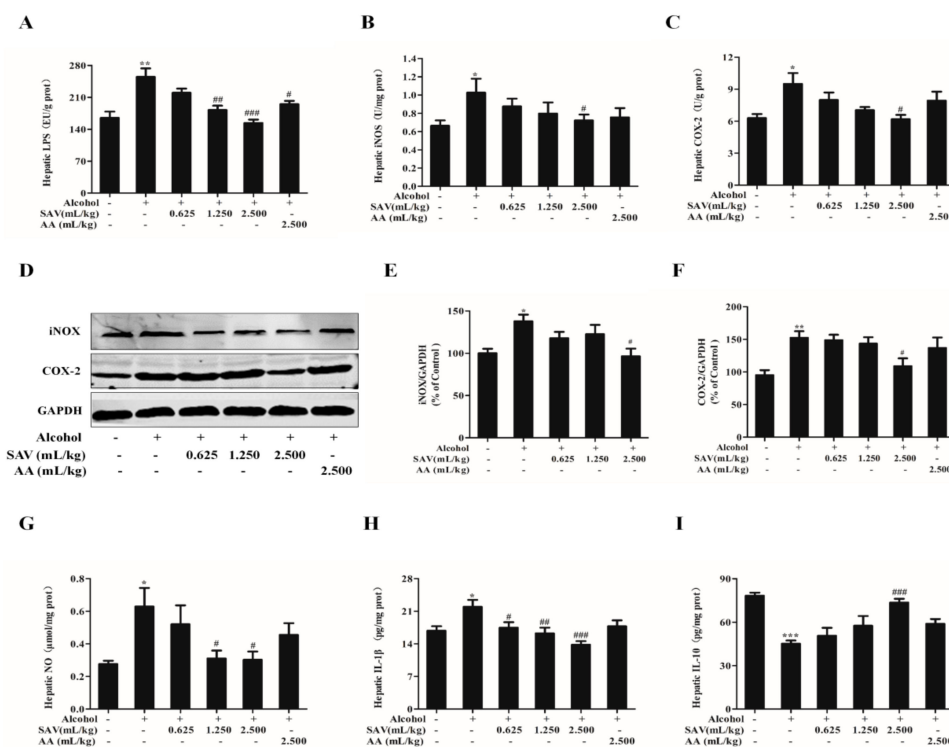 A
Hepatic LPS (EU/g prot)
280
210
140
70
0
**
##
###
#
Alcohol - + + + + +
SAV(mL/kg) - - 0.625 1.250 2.500 -
AA (mL/kg) - - - - - 2.500
B
Hepatic iNOS (U/mg prot)
1.4
1.2
1.0
0.8
0.6
0.4
0.2
0.0
*
#
Alcohol - + + + + +
SAV(mL/kg) - - 0.625 1.250 2.500 -
AA (mL/kg) - - - - - 2.500
C
Hepatic COX-2 (U/g prot)
12
9
6
3
0
*
#
Alcohol - + + + + +
SAV(mL/kg) - - 0.625 1.250 2.500 -
AA (mL/kg) - - - - - 2.500
D
iNOX
COX-2
GAPDH
Alcohol - + + + + +
SAV (mL/kg) - - 0.625 1.250 2.500 -
AA (mL/kg) - - - - - 2.500
E
iNOX/GAPDH
(% of Control )
150
100
50
0
*
#
Alcohol - + + + +
SAV(mL/kg) - - 0.625 1.250 2.500
AA (mL/kg) - - - - -
F
COX-2/GAPDH
(% of Control )
200
150
100
50
0
**
#
Alcohol - + + + + +
SAV(mL/kg) - - 0.625 1.250 2.500 -
AA (mL/kg) - - - - - 2.500
G
Hepatic NO (μmol/mg prot)
0.8
0.6
0.4
0.2
0.0
*
#
#
Alcohol - + + + + +
SAV(mL/kg) - - 0.625 1.250 2.500 -
AA (mL/kg) - - - - - 2.500
H
Hepatic IL-1β (pg/mg prot)
28
21
14
7
0
*
#
##
###
Alcohol - + + + + +
SAV(mL/kg) - - 0.625 1.250 2.500 -
AA (mL/kg) - - - - - 2.500
I
Hepatic IL-10 (pg/mg prot)
90
60
30
0
***
###
Alcohol - + + + + +
SAV(mL/kg) - - 0.625 1.250 2.500 -
AA (mL/kg) - - - - - 2.500